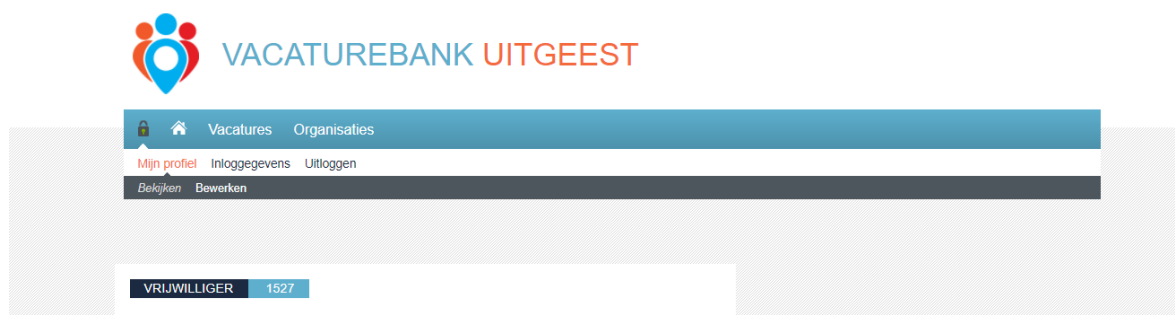 VACATUREBANK UITGEEST
Vacatures Organisaties
Mijn profiel Inloggegevens Uitloggen
Bekijken Bewerken
VRIJWILLIGER 1527